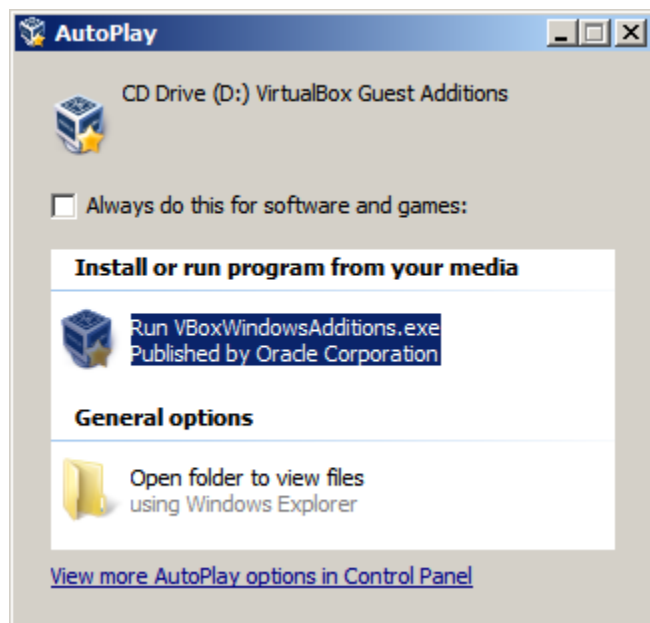 AutoPlay
CD Drive (D:) VirtualBox Guest Additions
Always do this for software and games:
Install or run program from your media
Run VBoxWindowsAdditions.exe
Published by Oracle Corporation
General options
Open folder to view files
using Windows Explorer
View more AutoPlay options in Control Panel